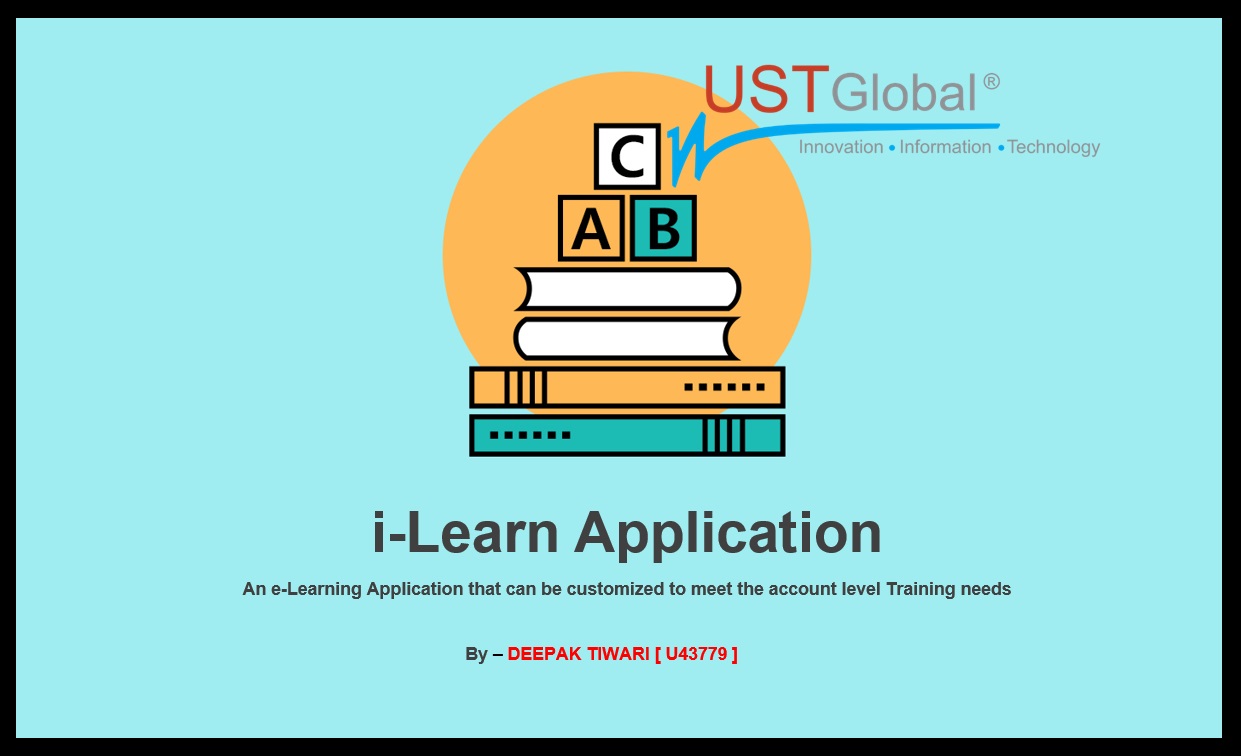 USTGlobal®
Innovation • Information • Technology
C
A B
i-Learn Application
An e-Learning Application that can be customized to meet the account level Training needs
By – DEEPAK TIWARI [ U43779 ]